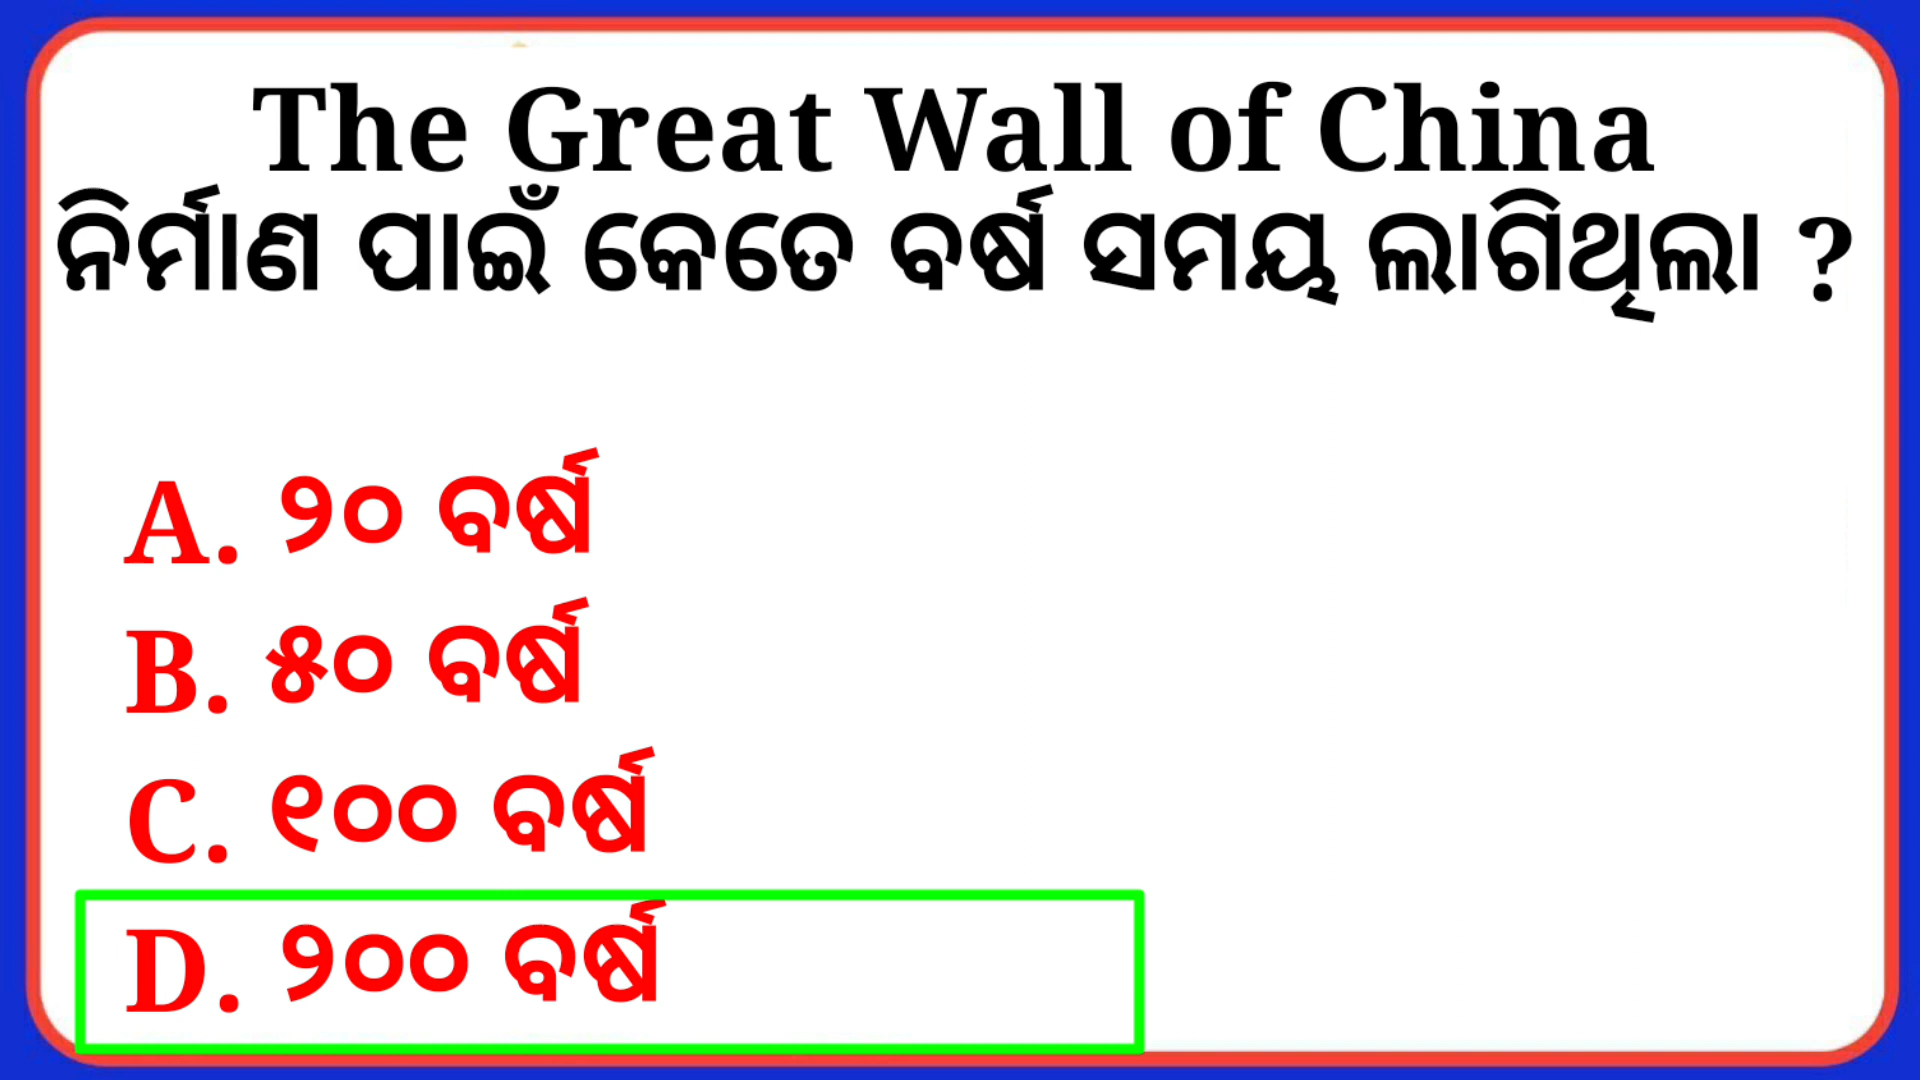 The Great Wall of China
ନିର୍ମାଣ ପାଇଁ କେତେ ବର୍ଷ ସମୟ ଲାଗିଥିଲା ?
A. ୨୦ ବର୍ଷ
B. ୫୦ ବର୍ଷ
C. ୧୦୦ ବର୍ଷ
D. ୨୦୦ ବର୍ଷ